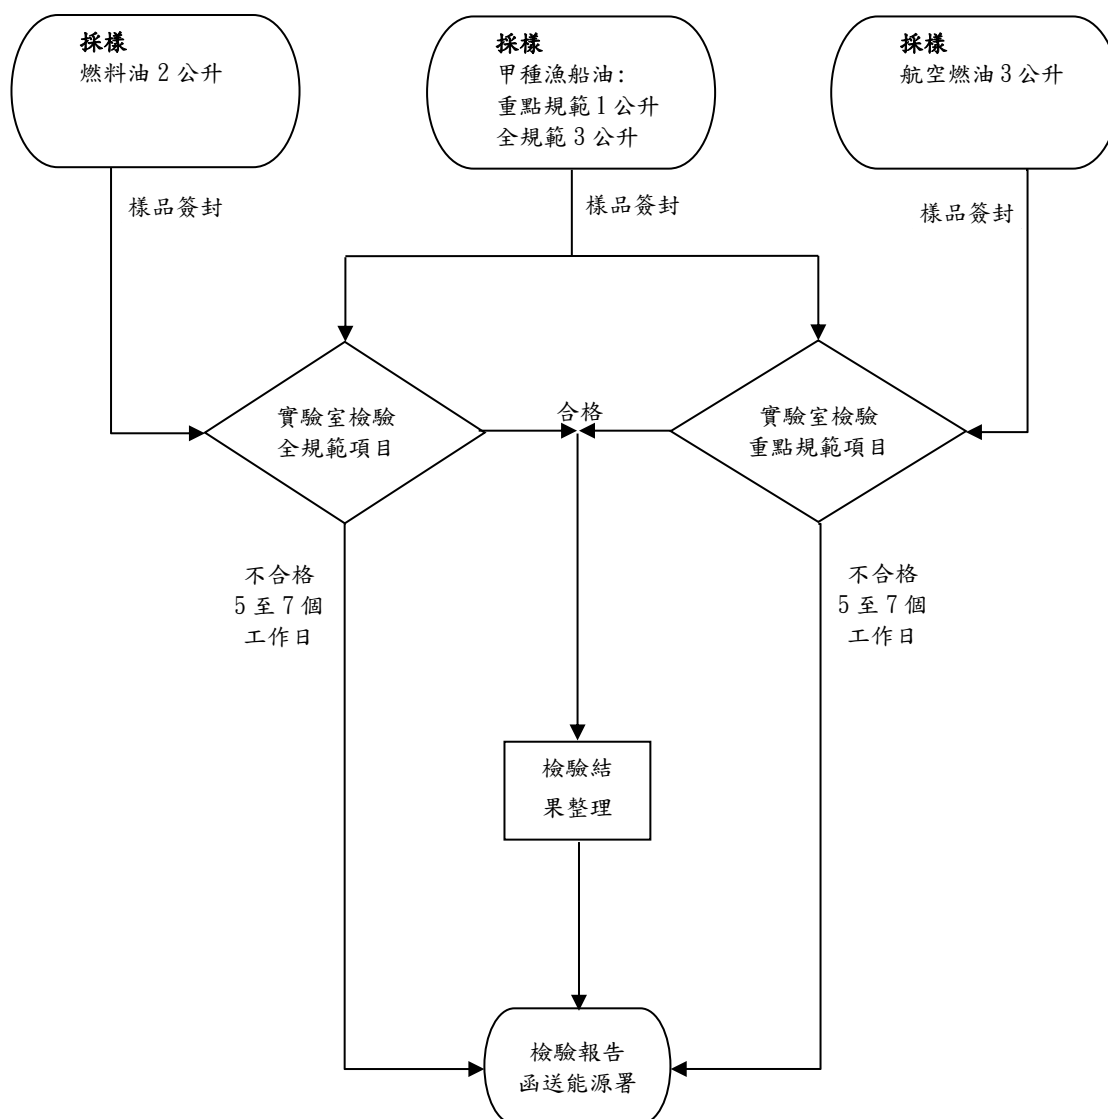 採樣
燃料油2公升
採樣
甲種漁船油:
重點規範1公升
全規範3公升
採樣
航空燃油3公升
樣品簽封
樣品簽封
樣品簽封
實驗室檢驗
全規範項目
合格
實驗室檢驗
重點規範項目
不合格
5至7個
工作日
不合格
5至7個
工作日
檢驗結
果整理
檢驗報告
函送能源署